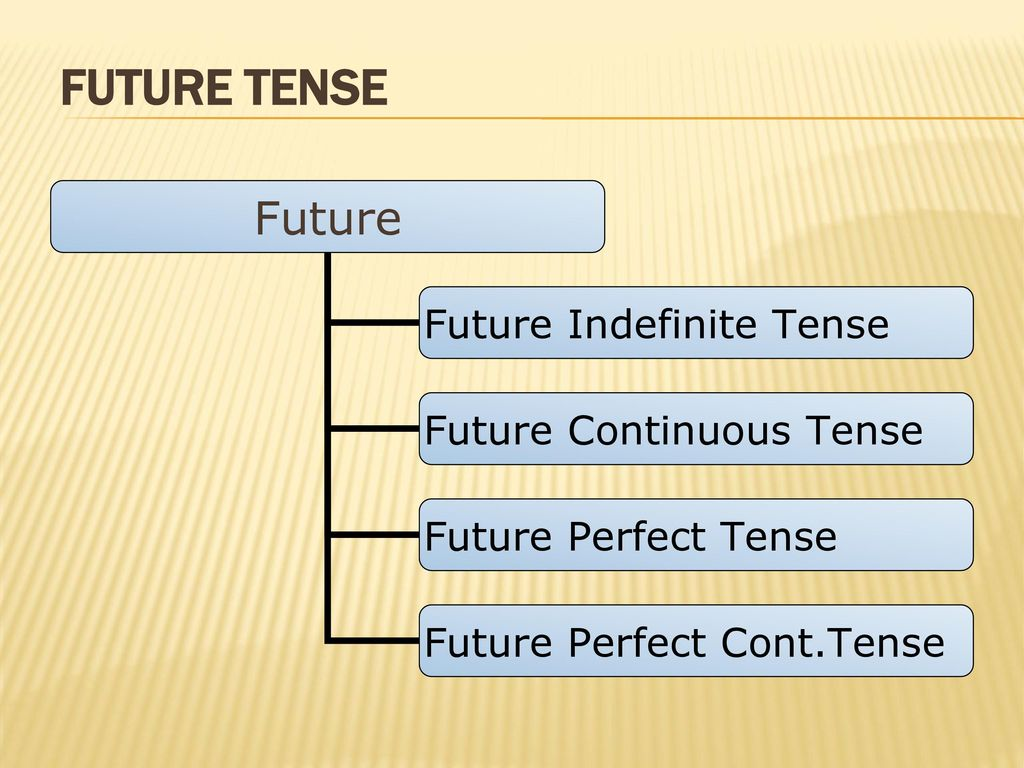 FUTURE TENSE
Future
Future Indefinite Tense
Future Continuous Tense
Future Perfect Tense
Future Perfect Cont.Tense